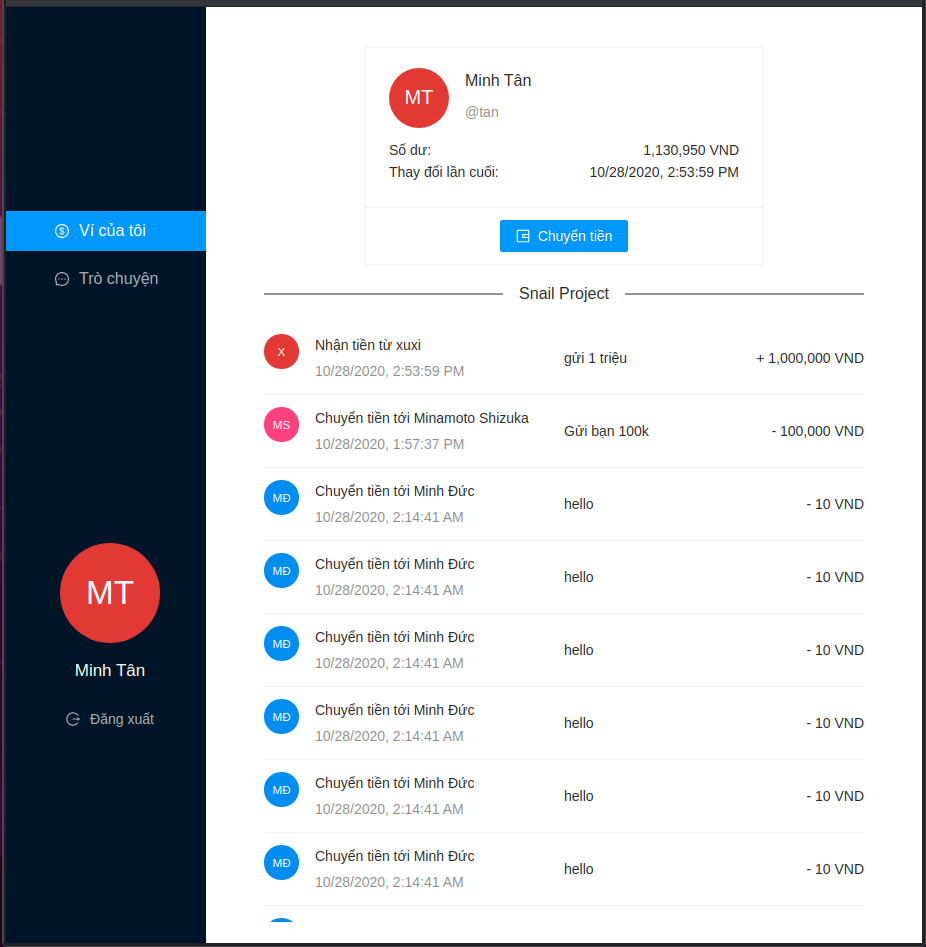 Ví của tôi
Trò chuyện
MT
Minh Tân
Đăng xuất
MT
Minh Tân
@tan
Số dư: 1,130,950 VND
Thay đổi lần cuối: 10/28/2020, 2:53:59 PM
Chuyển tiền
Snail Project
X
Nhận tiền từ xuxi
10/28/2020, 2:53:59 PM
gửi 1 triệu
+ 1,000,000 VND
MS
Chuyển tiền tới Minamoto Shizuka
10/28/2020, 1:57:37 PM
Gửi bạn 100k
- 100,000 VND
MĐ
Chuyển tiền tới Minh Đức
10/28/2020, 2:14:41 AM
hello
- 10 VND
MĐ
Chuyển tiền tới Minh Đức
10/28/2020, 2:14:41 AM
hello
- 10 VND
MĐ
Chuyển tiền tới Minh Đức
10/28/2020, 2:14:41 AM
hello
- 10 VND
MĐ
Chuyển tiền tới Minh Đức
10/28/2020, 2:14:41 AM
hello
- 10 VND
MĐ
Chuyển tiền tới Minh Đức
10/28/2020, 2:14:41 AM
hello
- 10 VND
MĐ
Chuyển tiền tới Minh Đức
10/28/2020, 2:14:41 AM
hello
- 10 VND